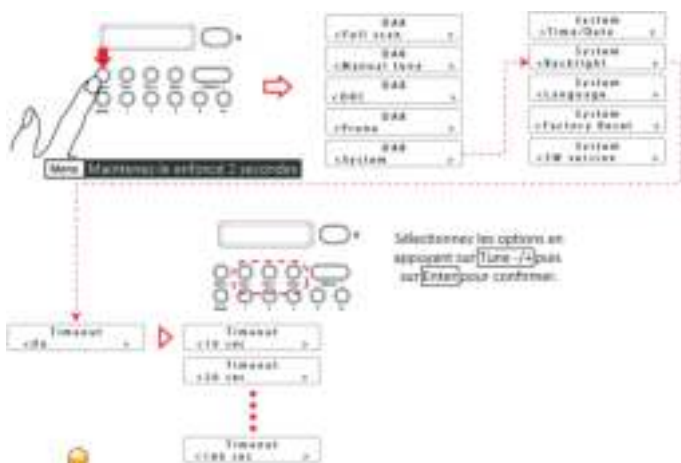 DAB
<Full scan >
DAB
<Manual tune >
DAB
<DRC >
DAB
<Prune >
DAB
<System >
System
<Time/Date >
System
<Backlight >
System
<Language >
System
<Factory Reset >
System
<SW version >
Menu Maintenez-le enfoncé 2 secondes
Sélectionnez les options en
appuyant sur Tune -/+ puis
sur Enter pour confirmer.
Timeout
<On >
Timeout
<10 sec >
Timeout
<20 sec >
Timeout
<180 sec >